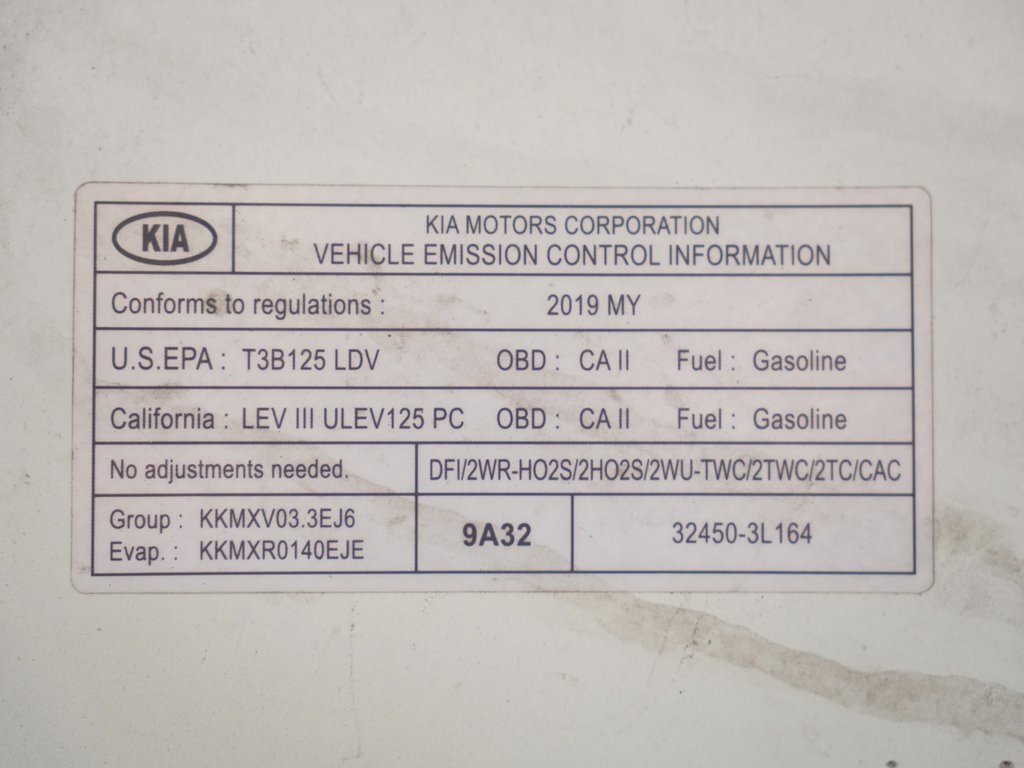 KIA
KIA MOTORS CORPORATION
VEHICLE EMISSION CONTROL INFORMATION
Conforms to regulations : 2019 MY
U.S.EPA : T3B125 LDV OBD : CA II Fuel : Gasoline
California : LEV III ULEV125 PC OBD : CA II Fuel : Gasoline
No adjustments needed. DFI/2WR-HO2S/2HO2S/2WU-TWC/2TWC/2TC/CAC
Group : KKMXV03.3EJ6
Evap. : KKMXR0140EJE
9A32
32450-3L164